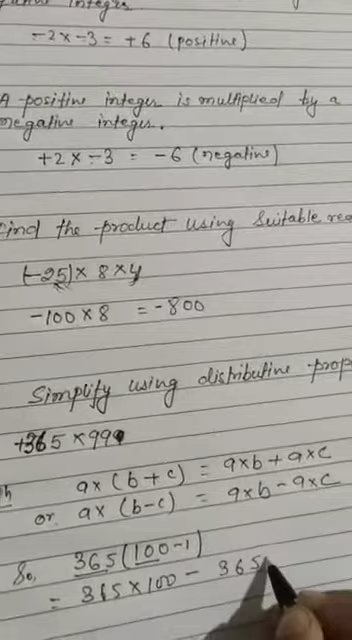 -2 x -3 = +6 (positive)
A positive integer is multiplied by a
negative integer.
+2 x -3 = -6 (negative)
Find the product using suitable
(-25) x 8 x 4
-100 x 8 = -800
Simplify using distributive prop
+365 x 99
a x (b + c) = a x b + a x c
or a x (b - c) = a x b - a x c
So, 365 (100 - 1)
= 365 x 100 - 365